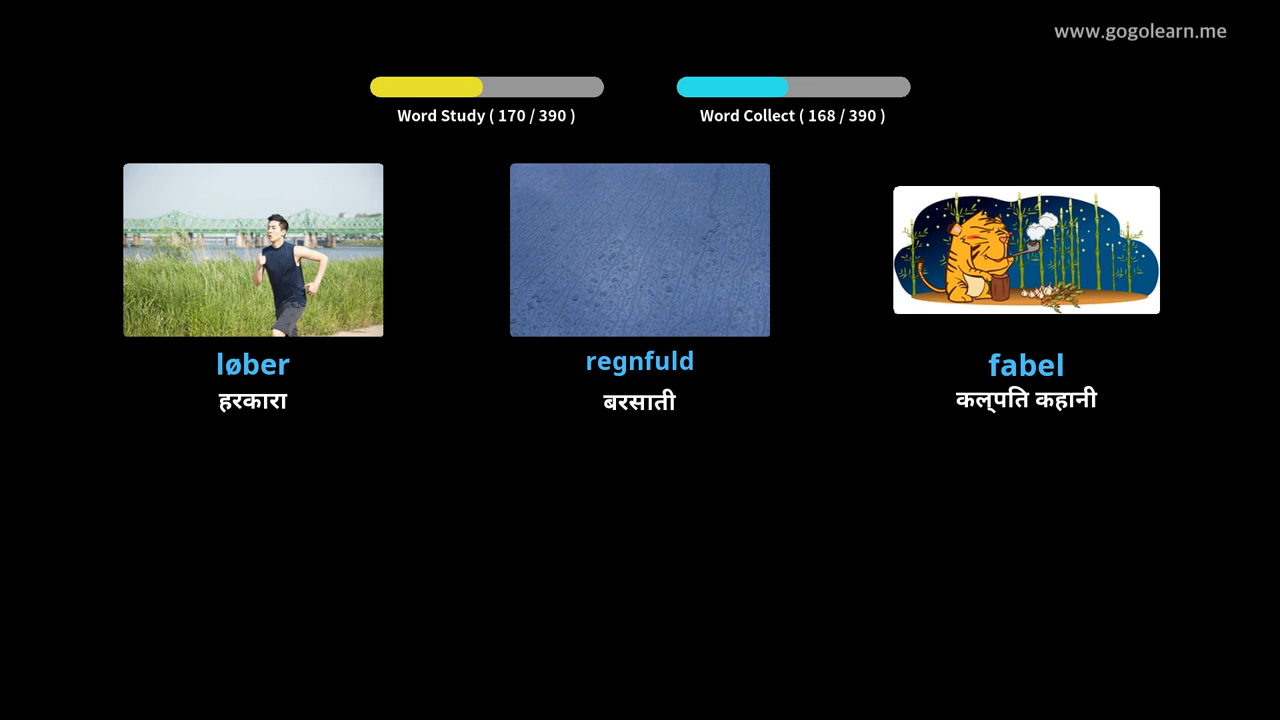 www.gogolearn.me
Word Study ( 170 / 390 )
Word Collect ( 168 / 390 )
løber
regnfuld
fabel
हरकारा
बरसाती
कल्पति कहानी